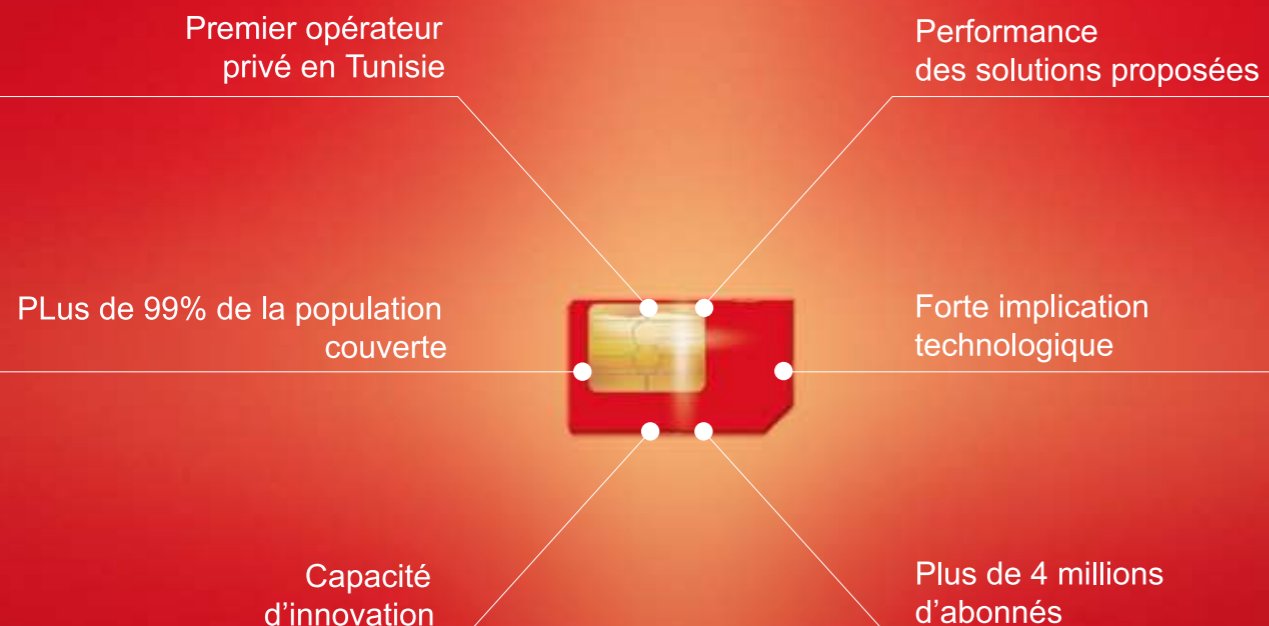 Premier opérateur
privé en Tunisie
Performance
des solutions proposées
PLus de 99% de la population
couverte
Forte implication
technologique
Capacité
d’innovation
Plus de 4 millions
d’abonnés